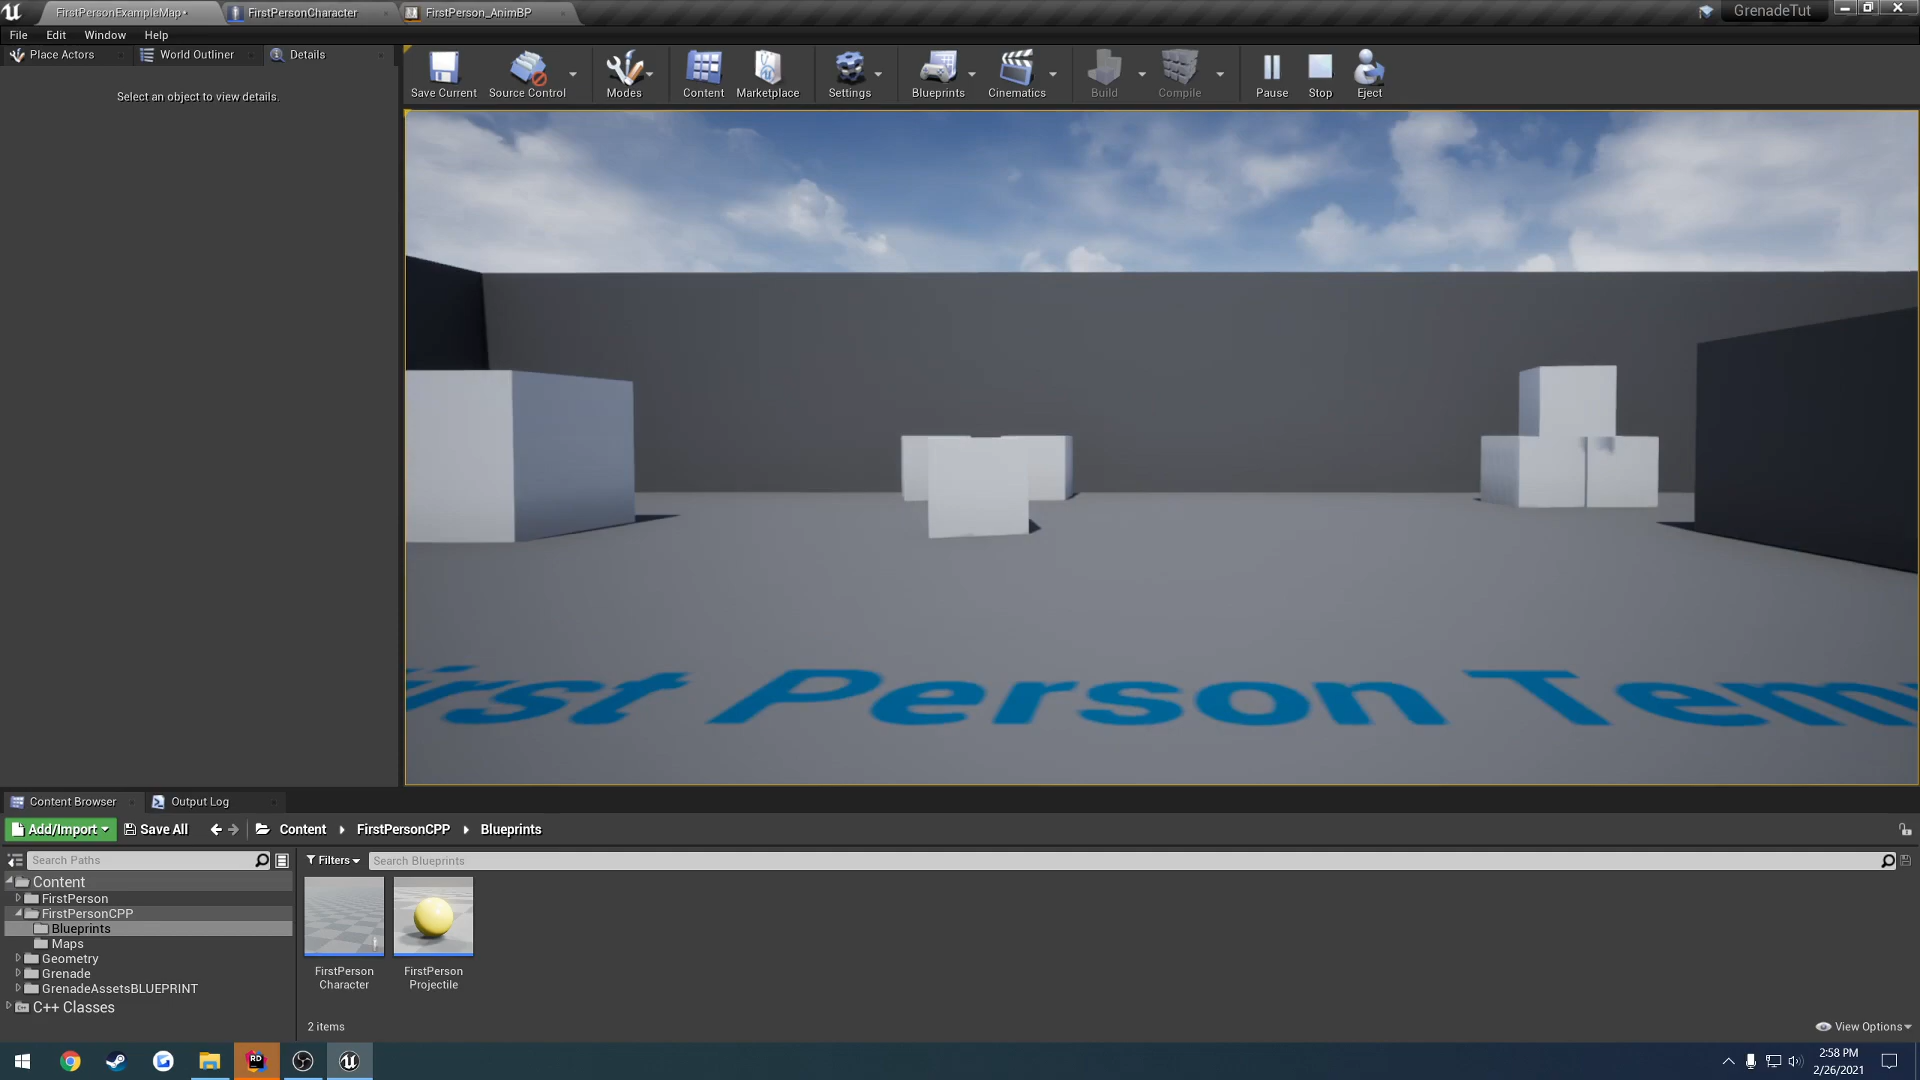 FirstPersonExampleMap•
FirstPersonCharacter
FirstPerson_AnimBP
GrenadeTut
File Edit Window Help
Place Actors
World Outliner
Details
Select an object to view details.
Save Current
Source Control
Modes
Content
Marketplace
Settings
Blueprints
Cinematics
Build
Compile
Pause
Stop
Eject
irst Person Tem
Content Browser
Output Log
Add/Import
Save All
Content
FirstPersonCPP
Blueprints
Search Paths
Filters
Search Blueprints
Content
FirstPerson
FirstPersonCPP
Blueprints
Maps
Geometry
Grenade
GrenadeAssetsBLUEPRINT
C++ Classes
FirstPerson
Character
FirstPerson
Projectile
2 items
View Options
RD
2:58 PM
2/26/2021